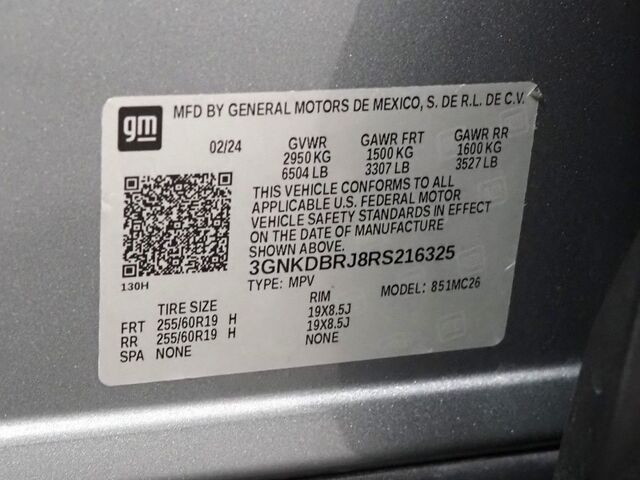 gm
MFD BY GENERAL MOTORS DE MEXICO, S. DE R.L. DE C.V.
02/24 GVWR GAWR FRT GAWR RR
2950 KG 1500 KG 1600 KG
6504 LB 3307 LB 3527 LB
THIS VEHICLE CONFORMS TO ALL
APPLICABLE U.S. FEDERAL MOTOR
VEHICLE SAFETY STANDARDS IN EFFECT
ON THE DATE OF MANUFACTURE
SHOWN ABOVE.
3GNKDBRJ8RS216325
130H TYPE: MPV MODEL: 851MC26
TIRE SIZE RIM
FRT 255/60R19 H 19X8.5J
RR 255/60R19 H 19X8.5J
SPA NONE NONE